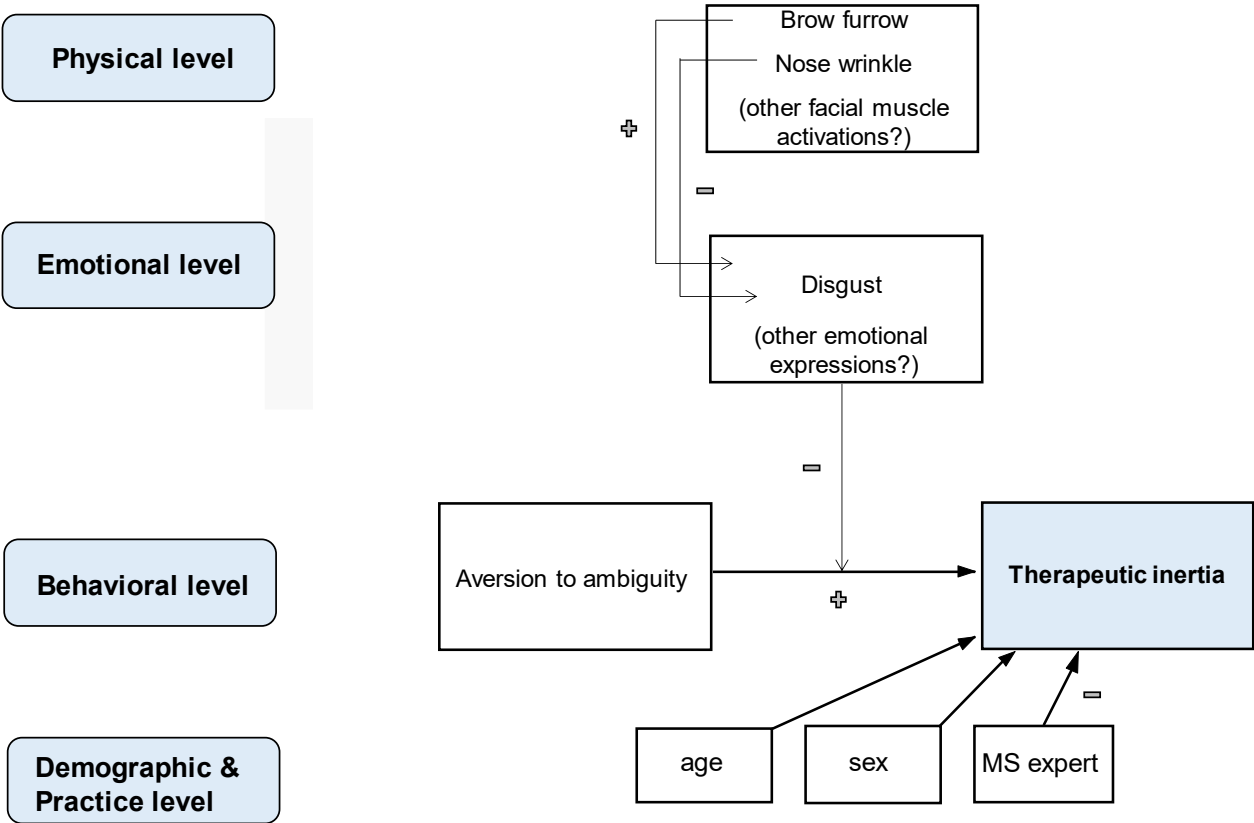 Physical level
Brow furrow
Nose wrinkle
(other facial muscle
activations?)
+
-
Emotional level
Disgust
(other emotional
expressions?)
-
Behavioral level
Aversion to ambiguity
+
Therapeutic inertia
-
Demographic &
Practice level
age
sex
MS expert